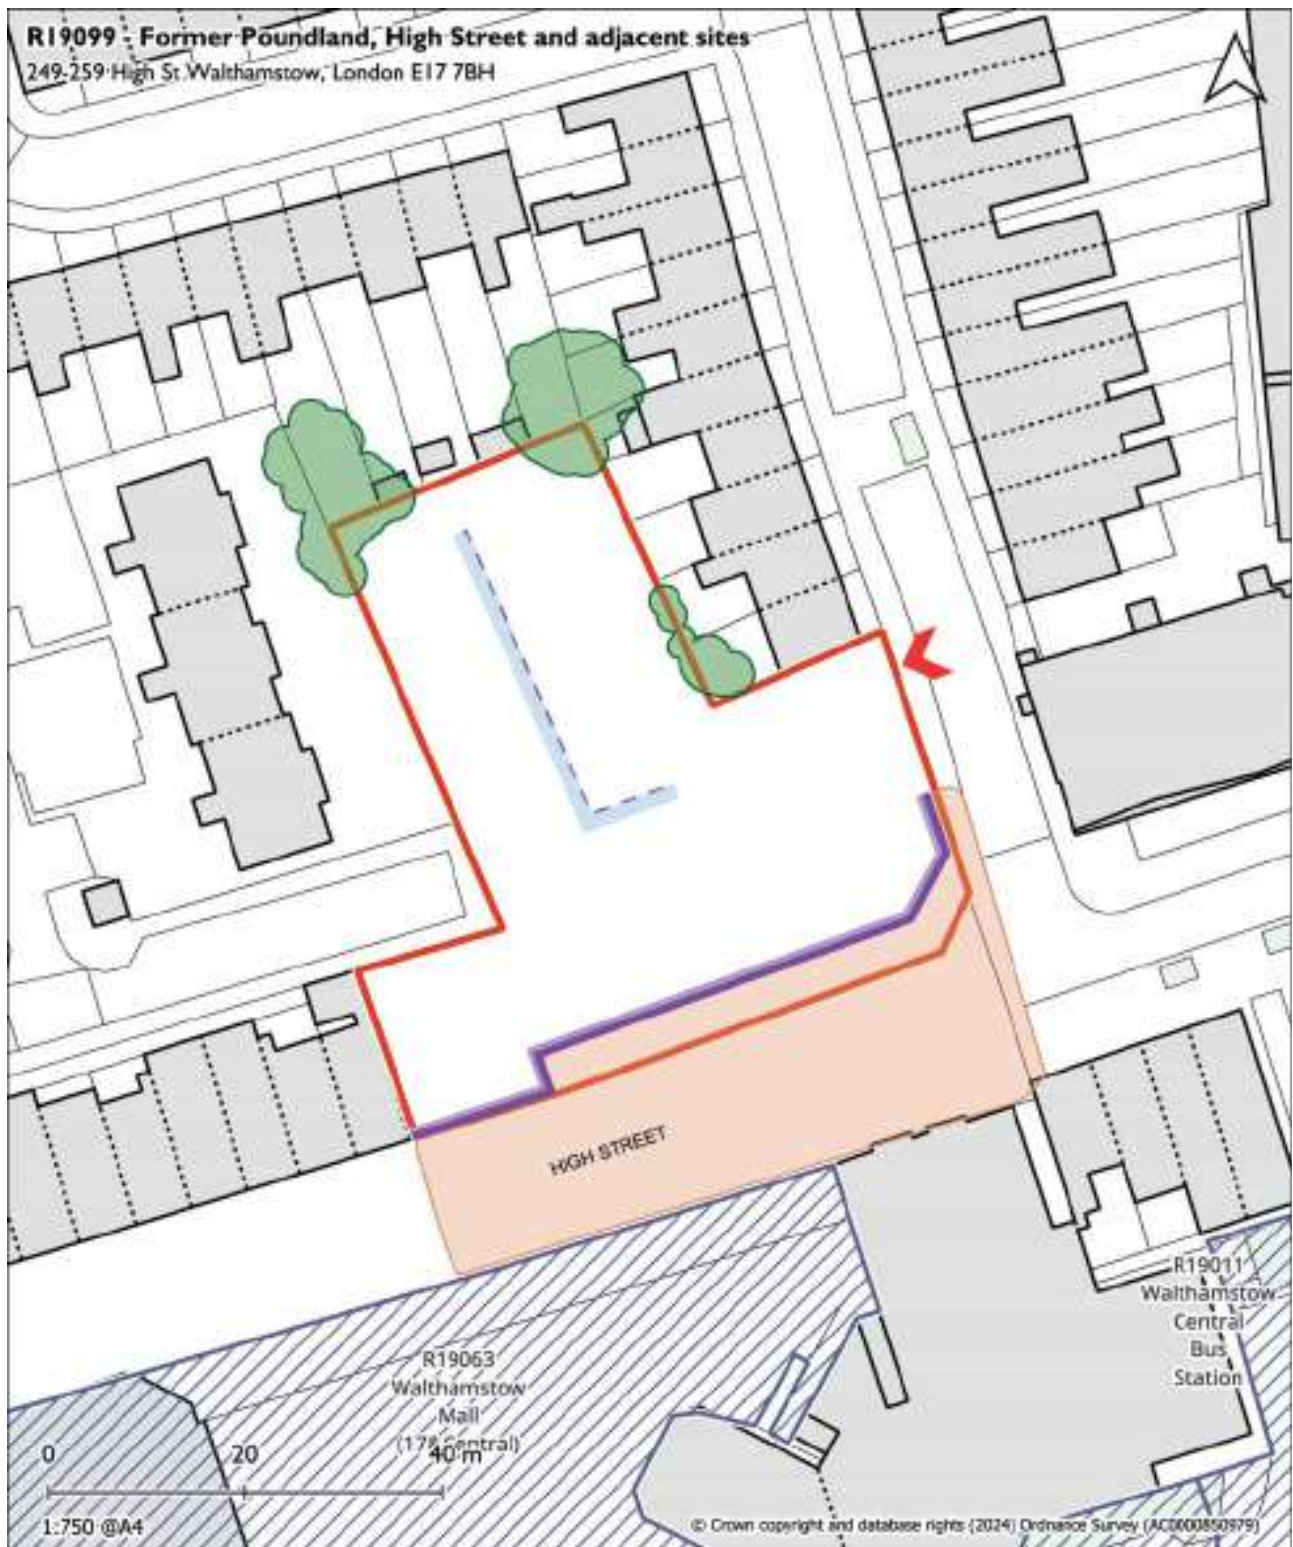 R19099 - Former Poundland, High Street and adjacent sites
249-259 High St Walthamstow, London E17 7BH
HIGH STREET
R19011
Walthamstow
Central
Bus
Station
R19063
Walthamstow
Mall
(17& Central)
0 20 40 m
1:750 @A4
© Crown copyright and database rights (2024) Ordnance Survey (AC0000850979)